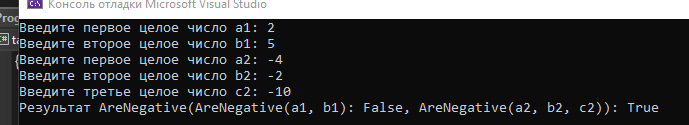 Консоль отладки Microsoft Visual Studio
Введите первое целое число a1: 2
Введите второе целое число b1: 5
Введите первое целое число a2: -4
Введите второе целое число b2: -2
Введите третье целое число c2: -10
Результат AreNegative(AreNegative(a1, b1): False, AreNegative(a2, b2, c2)): True